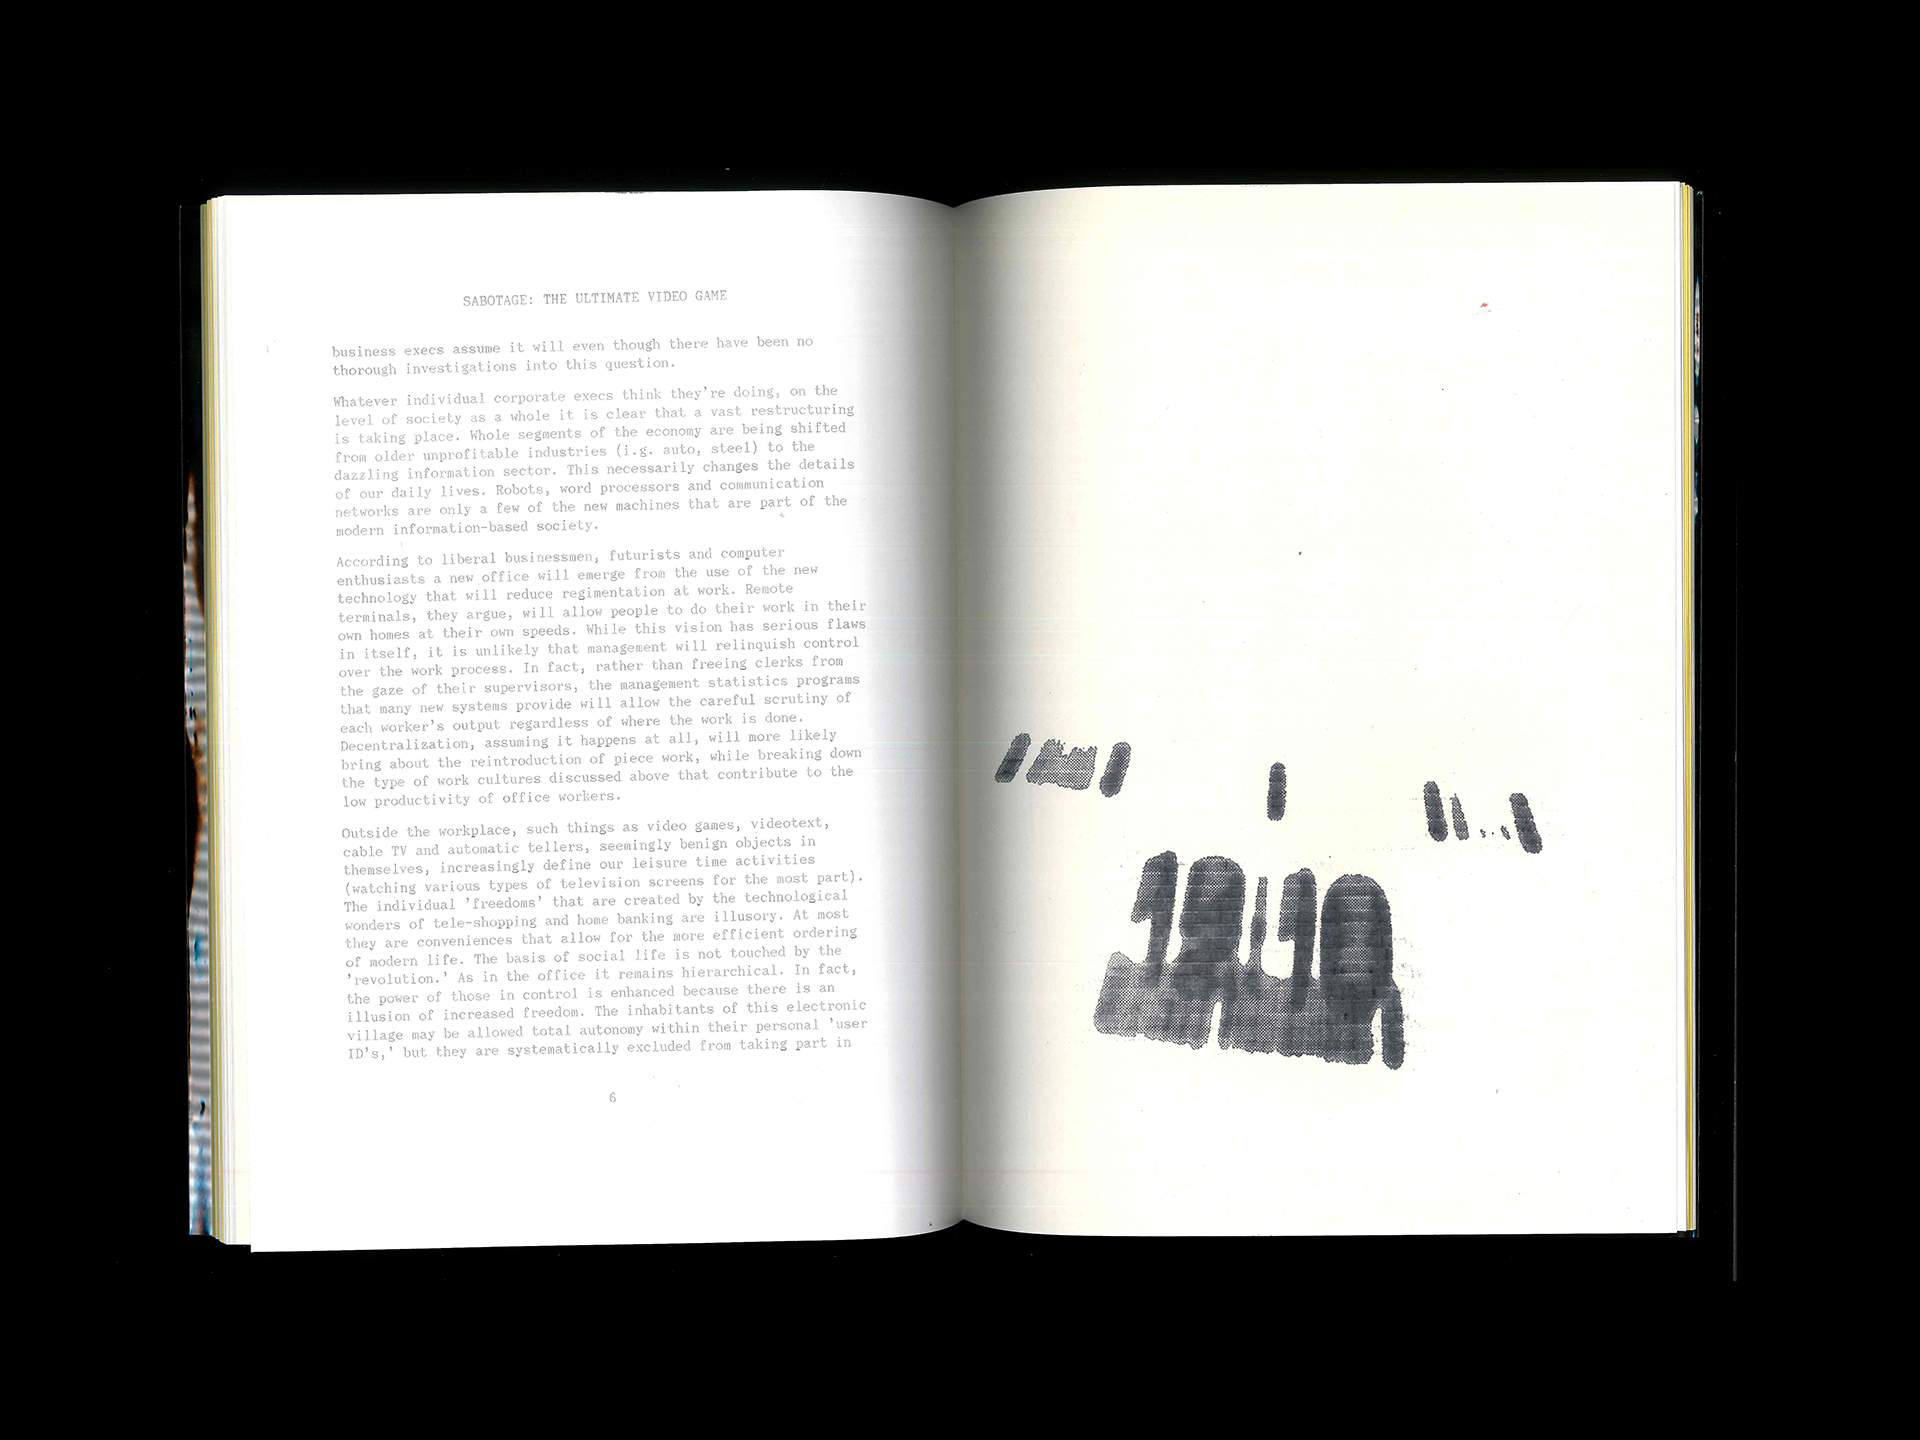 SABOTAGE: THE ULTIMATE VIDEO GAME
business execs assume it will even though there have been no
thorough investigations into this question.
Whatever individual corporate execs think they're doing, on the
level of society as a whole it is clear that a vast restructuring
is taking place. Whole segments of the economy are being shifted
from older unprofitable industries (i.g. auto, steel) to the
dazzling information sector. This necessarily changes the details
of our daily lives. Robots, word processors and communication
networks are only a few of the new machines that are part of the
modern information-based society.
According to liberal businessmen, futurists and computer
enthusiasts a new office will emerge from the use of the new
technology that will reduce regimentation at work. Remote
terminals, they argue, will allow people to do their work in their
own homes at their own speeds. While this vision has serious flaws
in itself, it is unlikely that management will relinquish control
over the work process. In fact, rather than freeing clerks from
the gaze of their supervisors, the management statistics programs
that many new systems provide will allow the careful scrutiny of
each worker's output regardless of where the work is done.
Decentralization, assuming it happens at all, will more likely
bring about the reintroduction of piece work, while breaking down
the type of work cultures discussed above that contribute to the
low productivity of office workers.
Outside the workplace, such things as video games, videotext,
cable TV and automatic tellers, seemingly benign objects in
themselves, increasingly define our leisure time activities
(watching various types of television screens for the most part).
The individual 'freedoms' that are created by the technological
wonders of tele-shopping and home banking are illusory. At most
they are conveniences that allow for the more efficient ordering
of modern life. The basis of social life is not touched by the
'revolution.' As in the office it remains hierarchical. In fact,
the power of those in control is enhanced because there is an
illusion of increased freedom. The inhabitants of this electronic
village may be allowed total autonomy within their personal 'user
ID's,' but they are systematically excluded from taking part in
6